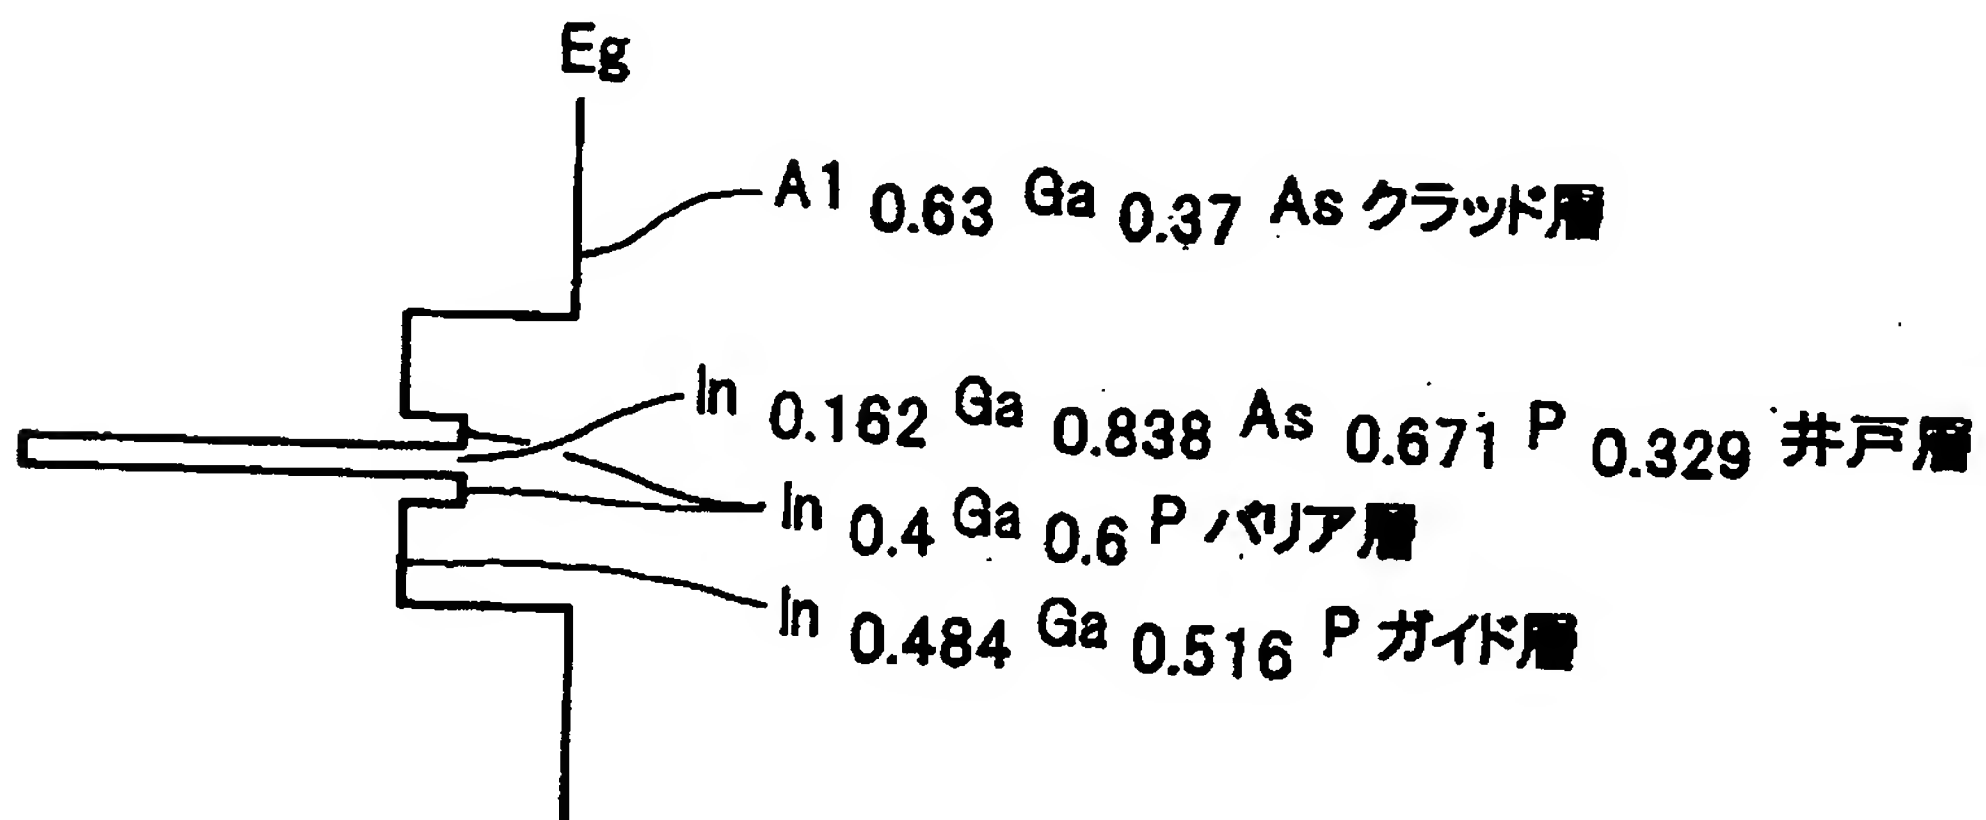 Eg
A1 0.63 Ga 0.37 As クラッド層
In 0.162 Ga 0.838 As 0.671 P 0.329 井戸層
In 0.4 Ga 0.6 P バリア層
In 0.484 Ga 0.516 P ガイド層